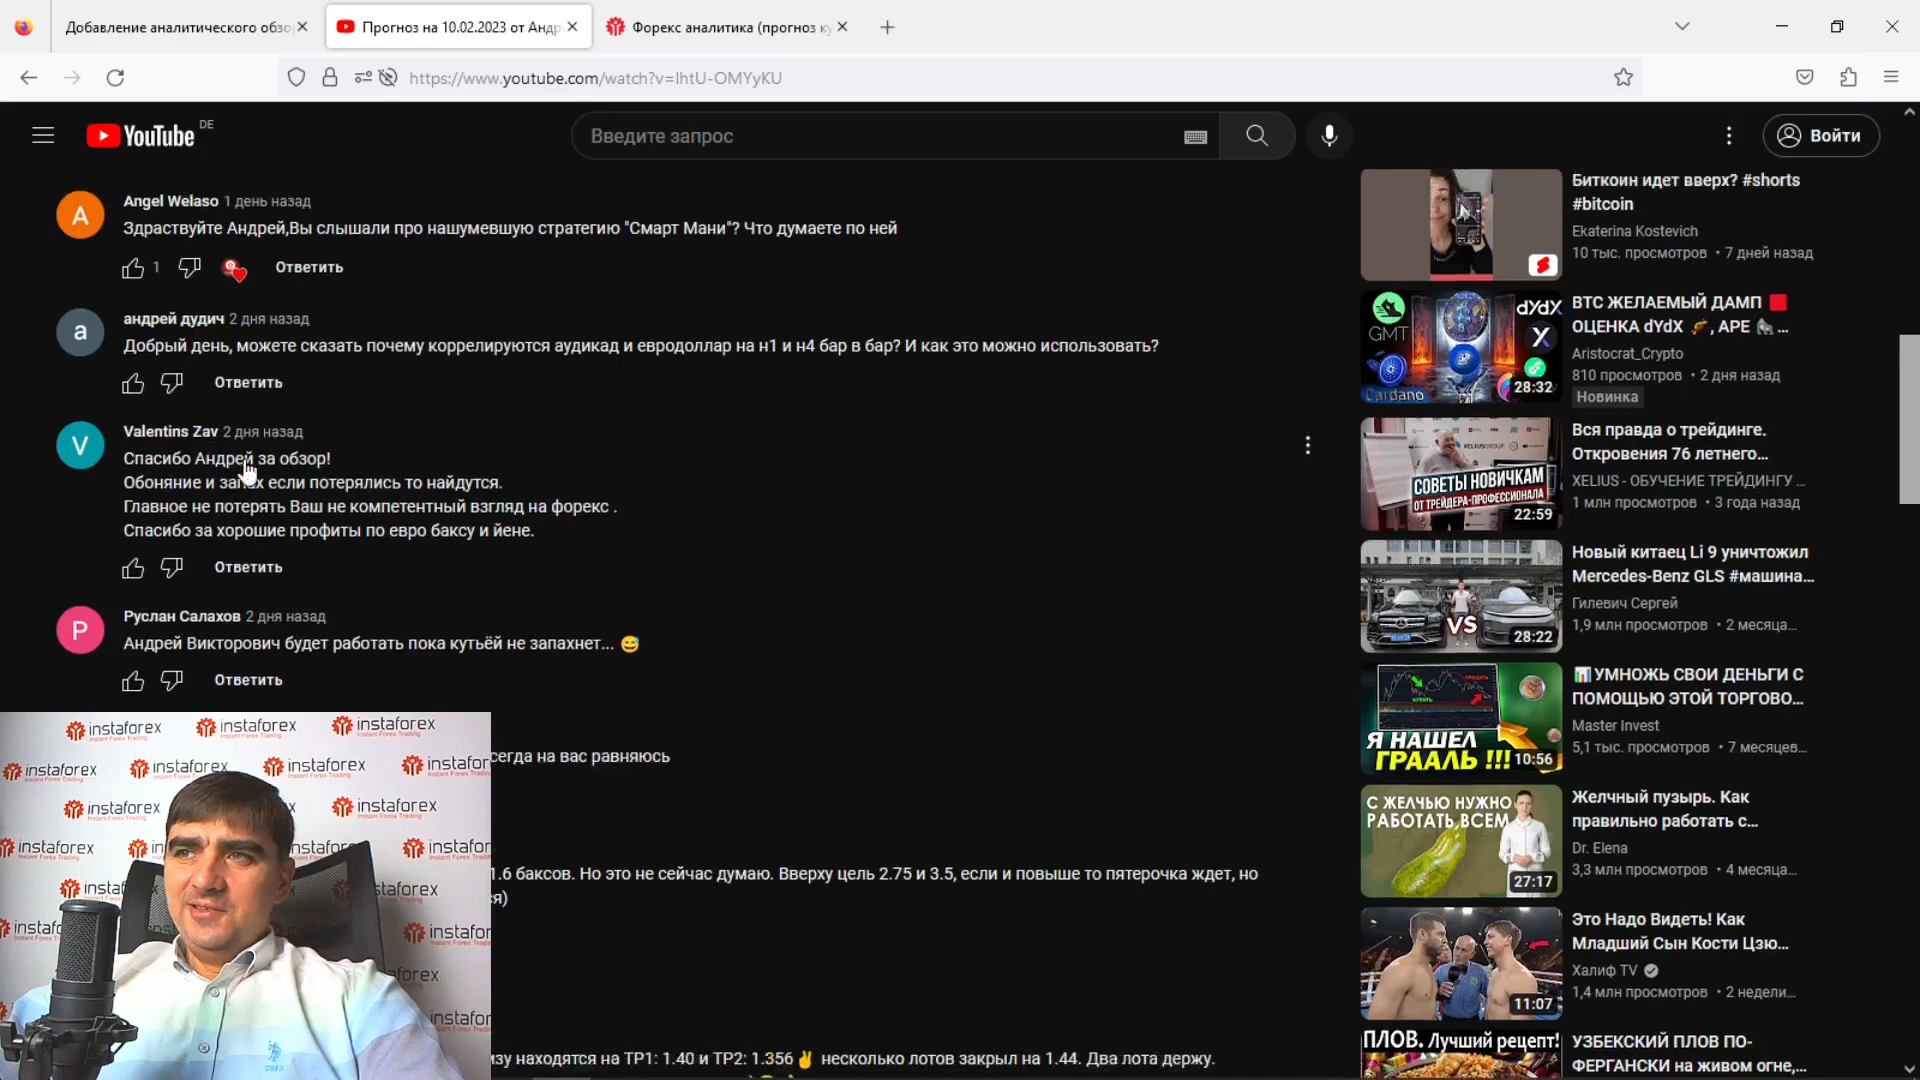 Добавление аналитического обзо
Прогноз на 10.02.2023 от Андр
Форекс аналитика (прогноз ку
https://www.youtube.com/watch?v=lhtU-OMYyKU
YouTube DE
Введите запрос
Войти
Angel Welaso 1 день назад
Здраствуйте Андрей,Вы слышали про нашумевшую стратегию "Смарт Мани"? Что думаете по ней
1
Ответить
андрей дудич 2 дня назад
Добрый день, можете сказать почему коррелируются аудикад и евродоллар на н1 и н4 бар в бар? И как это можно использовать?
Ответить
Valentins Zav 2 дня назад
Спасибо Андрей за обзор!
Обоняние и запах если потерялись то найдутся.
Главное не потерять Ваш не компетентный взгляд на форекс .
Спасибо за хорошие профиты по евро баксу и йене.
Ответить
Руслан Салахов 2 дня назад
Андрей Викторович будет работать пока кутьёй не запахнет... 😅
Ответить
сегда на вас равняюсь
1.6 баксов. Но это не сейчас думаю. Вверху цель 2.75 и 3.5, если и повыше то пятерочка ждет, но
ся)
изу находятся на TP1: 1.40 и TP2: 1.356✌ несколько лотов закрыл на 1.44. Два лота держу.
instaforex
Instant Forex Trading
A
a
V
Р
Биткоин идет вверх? #shorts
#bitcoin
Ekaterina Kostevich
10 тыс. просмотров • 7 дней назад
GMT
dYdX
Cardano
28:32
BTC ЖЕЛАЕМЫЙ ДАМП 🟥
ОЦЕНКА dYdX 🌶, APE 🦍 ...
Aristocrat_Crypto
810 просмотров • 2 дня назад
Новинка
СОВЕТЫ НОВИЧКАМ
ОТ ТРЕЙДЕРА-ПРОФЕССИОНАЛА
22:59
Вся правда о трейдинге.
Откровения 76 летнего...
XELIUS - ОБУЧЕНИЕ ТРЕЙДИНГУ ...
1 млн просмотров • 3 года назад
VS
28:22
Новый китаец Li 9 уничтожил
Mercedes-Benz GLS #машина...
Гилевич Сергей
1,9 млн просмотров • 2 месяца...
Я НАШЕЛ
ГРААЛЬ !!!
10:56
📊 УМНОЖЬ СВОИ ДЕНЬГИ С
ПОМОЩЬЮ ЭТОЙ ТОРГОВО...
Master Invest
5,1 тыс. просмотров • 7 месяцев...
С ЖЕЛЧЬЮ НУЖНО
РАБОТАТЬ ВСЕМ
27:17
Желчный пузырь. Как
правильно работать с...
Dr. Elena
3,3 млн просмотров • 4 месяца...
11:07
Это Надо Видеть! Как
Младший Сын Кости Цзю...
Халиф TV
1,4 млн просмотров • 2 недели...
ПЛОВ. Лучший рецепт!
УЗБЕКСКИЙ ПЛОВ ПО-
ФЕРГАНСКИ на живом огне,...